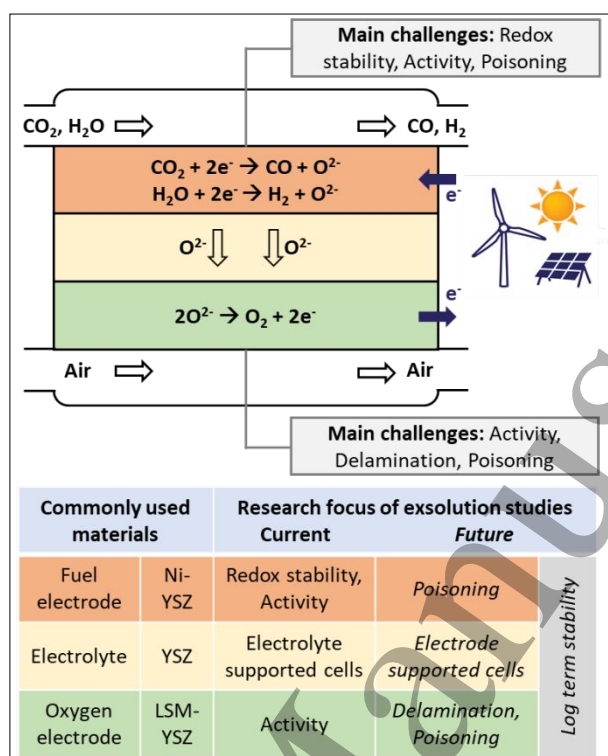 Main challenges: Redox
stability, Activity, Poisoning
CO₂, H₂O
CO, H₂
CO₂ + 2e⁻ → CO + O²⁻
H₂O + 2e⁻ → H₂ + O²⁻
e⁻
O²⁻
O²⁻
e⁻
2O²⁻ → O₂ + 2e⁻
Air
Air
Main challenges: Activity,
Delamination, Poisoning
Commonly used
materials
Research focus of exsolution studies
Current
Future
Fuel
electrode
Ni-
YSZ
Redox stability,
Activity
Poisoning
Electrolyte
YSZ
Electrolyte
supported cells
Electrode
supported cells
Oxygen
electrode
LSM-
YSZ
Activity
Delamination,
Poisoning
Log term stability
Manus